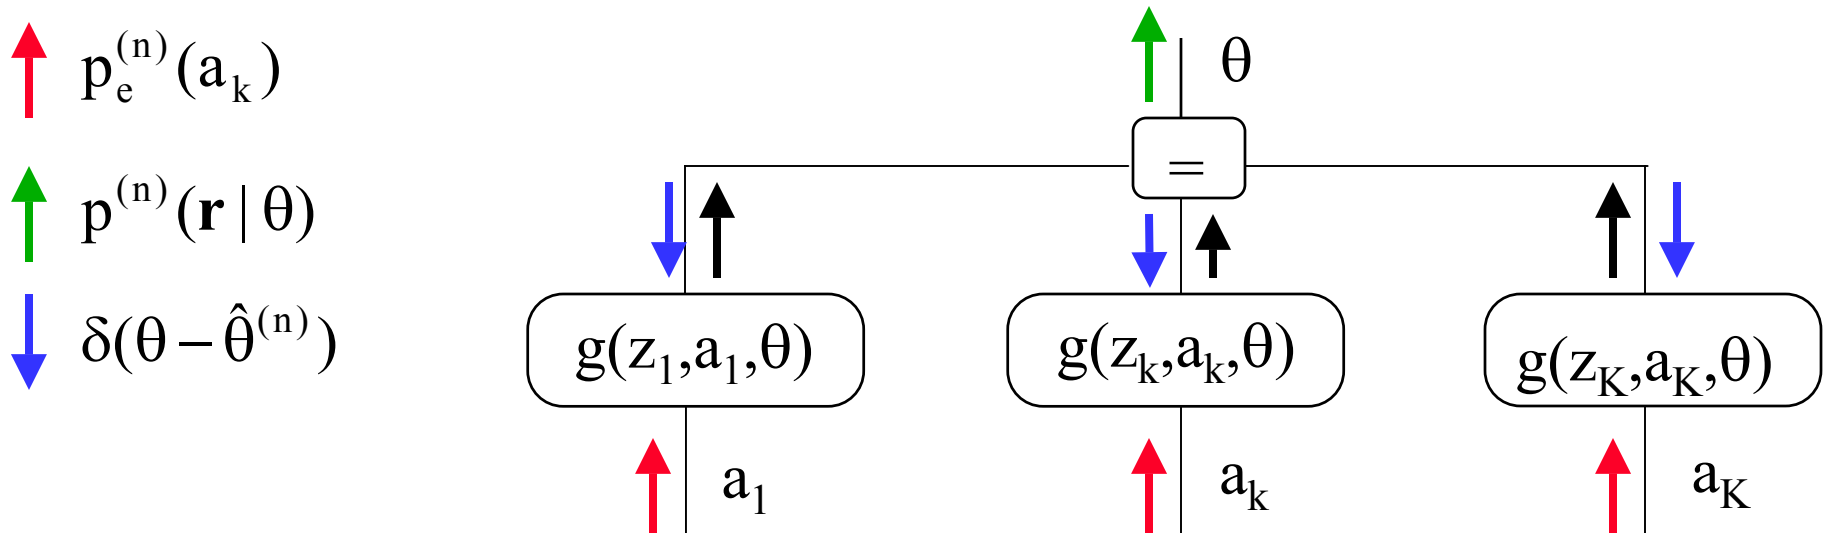 p_e^(n)(a_k)
p^(n)(r | θ)
δ(θ − θ̂^(n))
θ
=
g(z_1,a_1,θ)
g(z_k,a_k,θ)
g(z_K,a_K,θ)
a_1
a_k
a_K